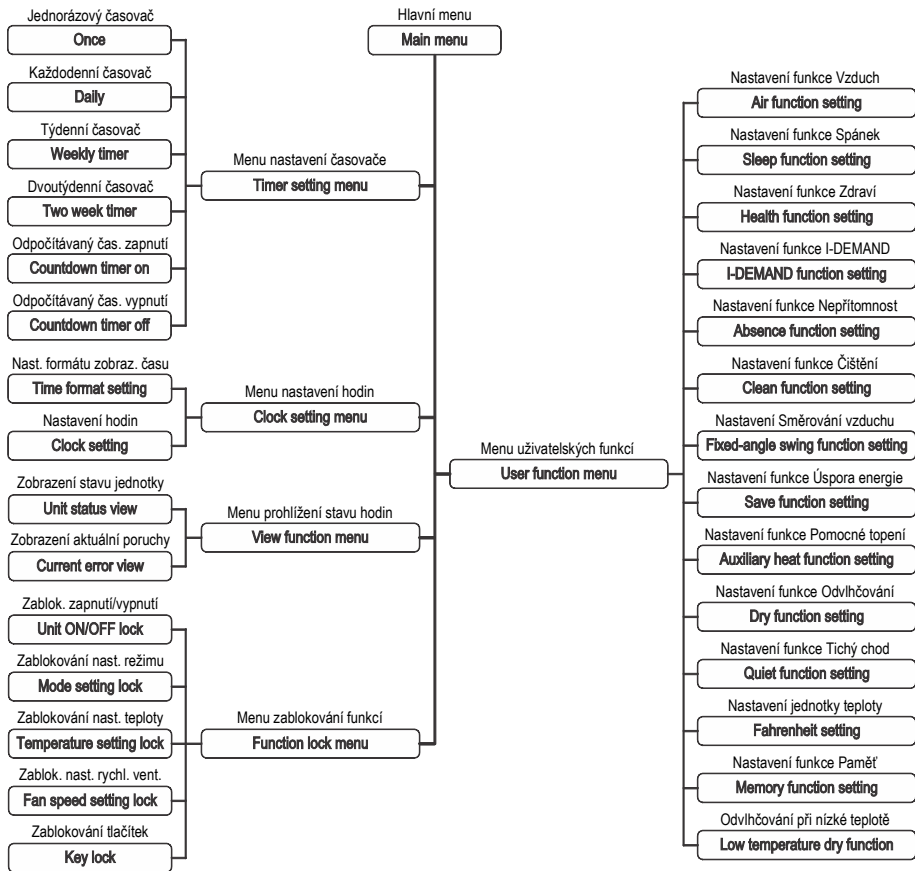 Hlavní menu
Main menu
Jednorázový časovač
Once
Každodenní časovač
Daily
Týdenní časovač
Weekly timer
Dvoutýdenní časovač
Two week timer
Odpočítávaný čas. zapnutí
Countdown timer on
Odpočítávaný čas. vypnutí
Countdown timer off
Menu nastavení časovače
Timer setting menu
Nast. formátu zobraz. času
Time format setting
Nastavení hodin
Clock setting
Menu nastavení hodin
Clock setting menu
Zobrazení stavu jednotky
Unit status view
Zobrazení aktuální poruchy
Current error view
Menu prohlížení stavu hodin
View function menu
Zablok. zapnutí/vypnutí
Unit ON/OFF lock
Zablokování nast. režimu
Mode setting lock
Zablokování nast. teploty
Temperature setting lock
Zablok. nast. rychl. vent.
Fan speed setting lock
Zablokování tlačítek
Key lock
Menu zablokování funkcí
Function lock menu
Menu uživatelských funkcí
User function menu
Nastavení funkce Vzduch
Air function setting
Nastavení funkce Spánek
Sleep function setting
Nastavení funkce Zdraví
Health function setting
Nastavení funkce I-DEMAND
I-DEMAND function setting
Nastavení funkce Nepřítomnost
Absence function setting
Nastavení funkce Čištění
Clean function setting
Nastavení Směrování vzduchu
Fixed-angle swing function setting
Nastavení funkce Úspora energie
Save function setting
Nastavení funkce Pomocné topení
Auxiliary heat function setting
Nastavení funkce Odvlhčování
Dry function setting
Nastavení funkce Tichý chod
Quiet function setting
Nastavení jednotky teploty
Fahrenheit setting
Nastavení funkce Paměť
Memory function setting
Odvlhčování při nízké teplotě
Low temperature dry function